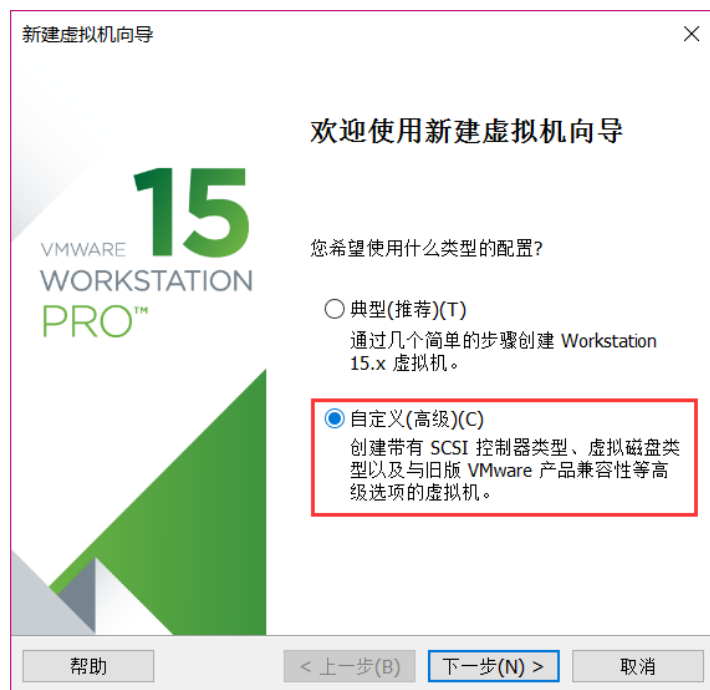 新建虚拟机向导
欢迎使用新建虚拟机向导
15
VMWARE
WORKSTATION
PRO™
您希望使用什么类型的配置?
典型(推荐)(T)
通过几个简单的步骤创建 Workstation
15.x 虚拟机。
自定义(高级)(C)
创建带有 SCSI 控制器类型、虚拟磁盘类
型以及与旧版 VMware 产品兼容性等高
级选项的虚拟机。
帮助
< 上一步(B)
下一步(N) >
取消